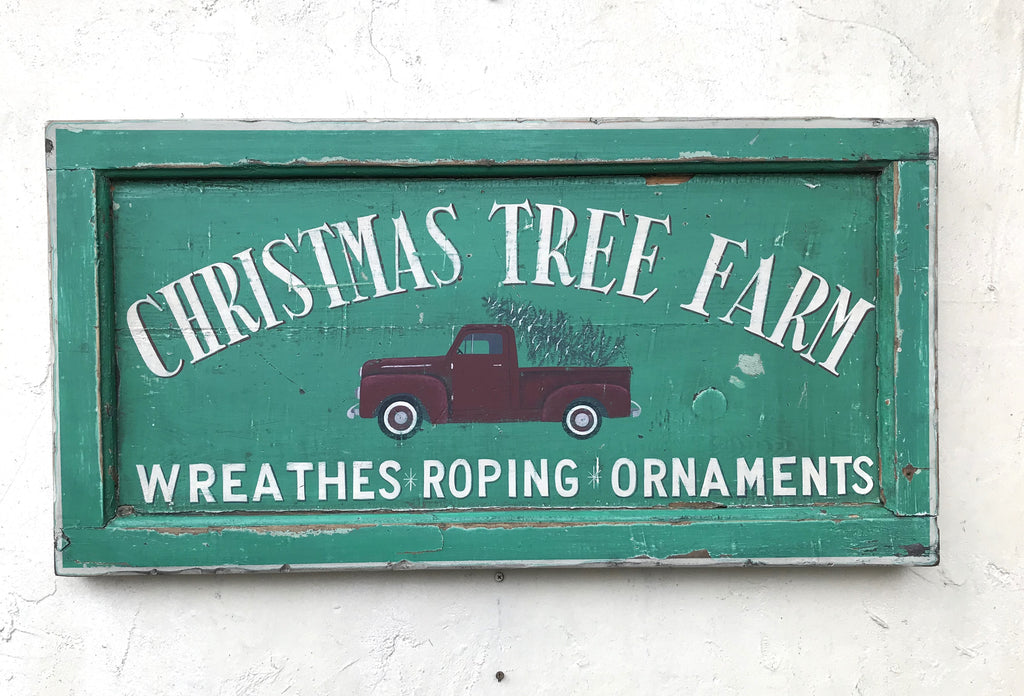 CHRISTMAS TREE FARM
WREATHES * ROPING * ORNAMENTS